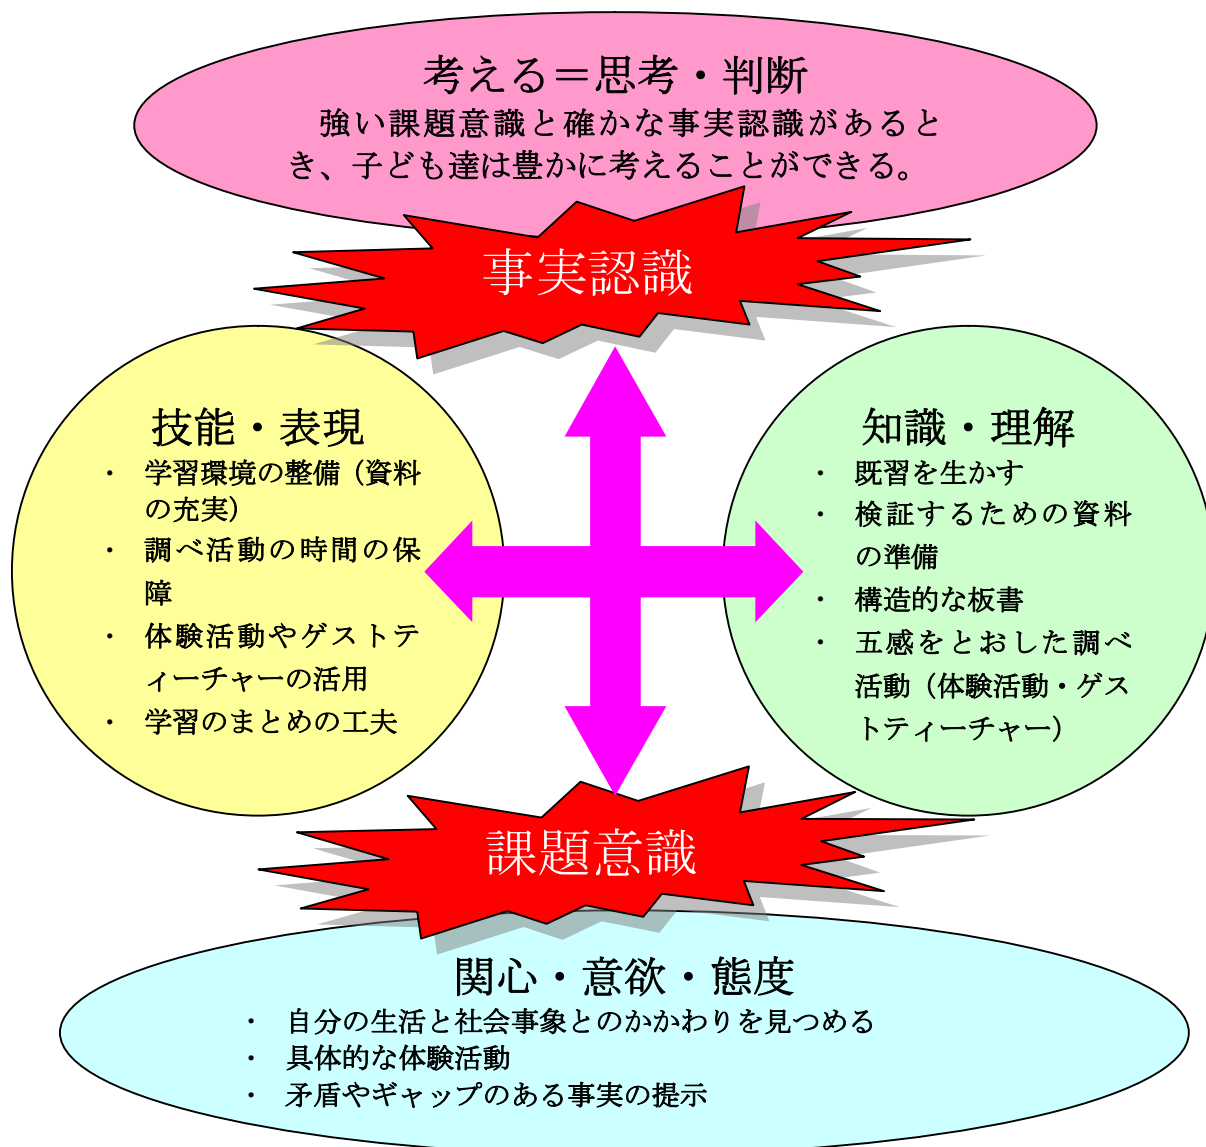 考える＝思考・判断
強い課題意識と確かな事実認識があると
き、子ども達は豊かに考えることができる。
事実認識
技能・表現
・ 学習環境の整備（資料
の充実）
・ 調べ活動の時間の保
障
・ 体験活動やゲストテ
ィーチャーの活用
・ 学習のまとめの工夫
知識・理解
・ 既習を生かす
・ 検証するための資料
の準備
・ 構造的な板書
・ 五感をとおした調べ
活動（体験活動・ゲス
トティーチャー）
課題意識
関心・意欲・態度
・ 自分の生活と社会事象とのかかわりを見つめる
・ 具体的な体験活動
・ 矛盾やギャップのある事実の提示